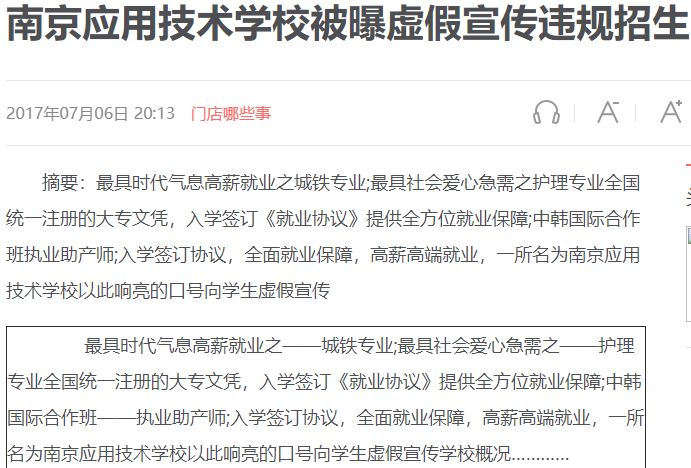 南京应用技术学校被曝虚假宣传违规招生
2017年07月06日 20:13 门店哪些事
A-
A+
摘要：最具时代气息高薪就业之城铁专业;最具社会爱心急需之护理专业全国
统一注册的大专文凭，入学签订《就业协议》提供全方位就业保障;中韩国际合作
班执业助产师;入学签订协议，全面就业保障，高薪高端就业，一所名为南京应用
技术学校以此响亮的口号向学生虚假宣传
最具时代气息高薪就业之——城铁专业;最具社会爱心急需之——护理
专业全国统一注册的大专文凭，入学签订《就业协议》提供全方位就业保障;中韩
国际合作班——执业助产师;入学签订协议，全面就业保障，高薪高端就业，一所
名为南京应用技术学校以此响亮的口号向学生虚假宣传学校概况…………